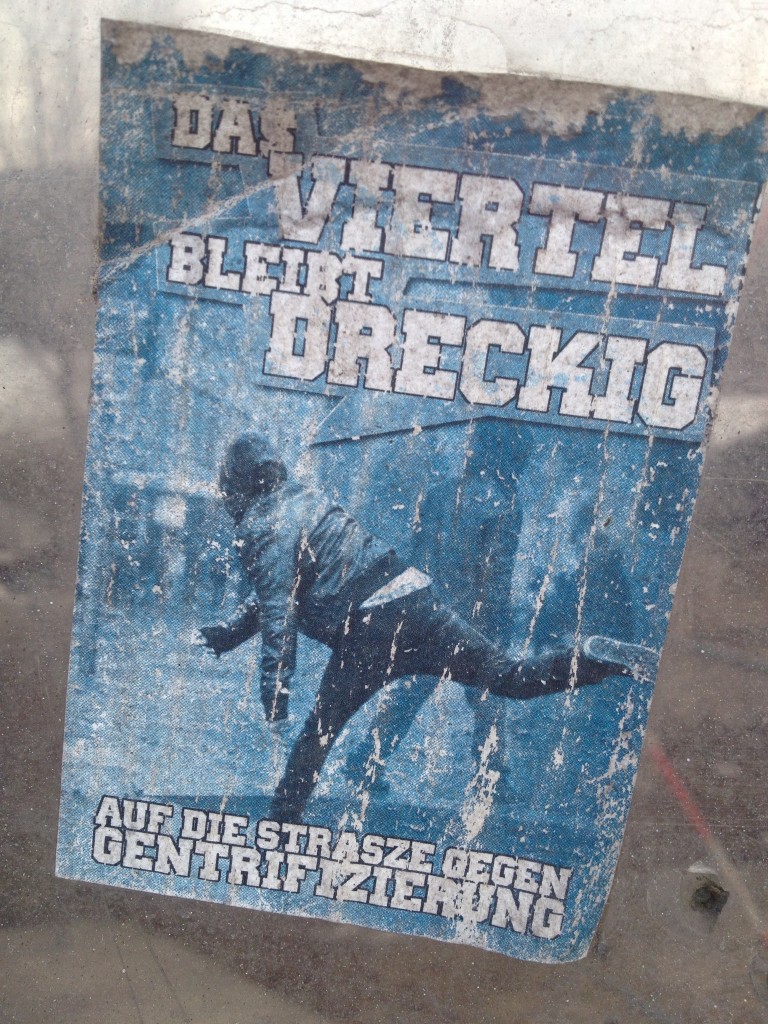 DAS
VIERTEL
BLEIBT
DRECKIG
AUF DIE STRASZE GEGEN
GENTRIFIZIERUNG